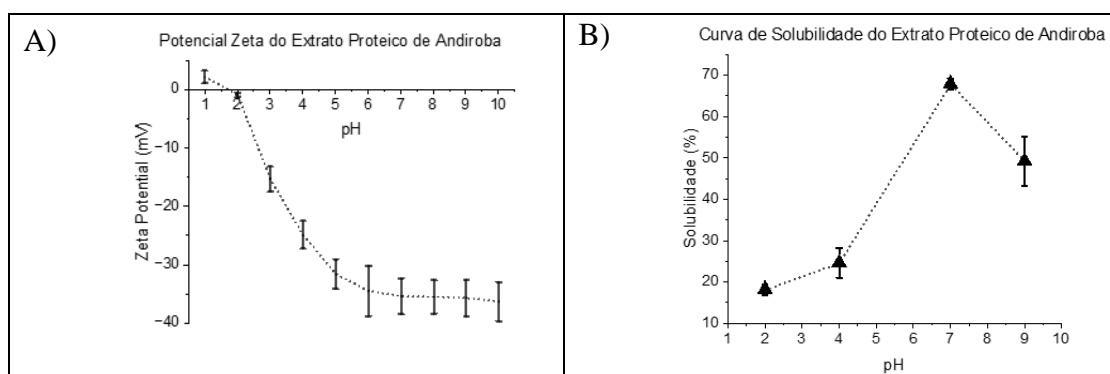 A)
Potencial Zeta do Extrato Proteico de Andiroba
0
−10
−20
−30
−40
1 2 3 4 5 6 7 8 9 10
pH
Zeta Potential (mV)
B)
Curva de Solubilidade do Extrato Proteico de Andiroba
70
60
50
40
30
20
10
1 2 3 4 5 6 7 8 9 10
pH
Solubilidade (%)